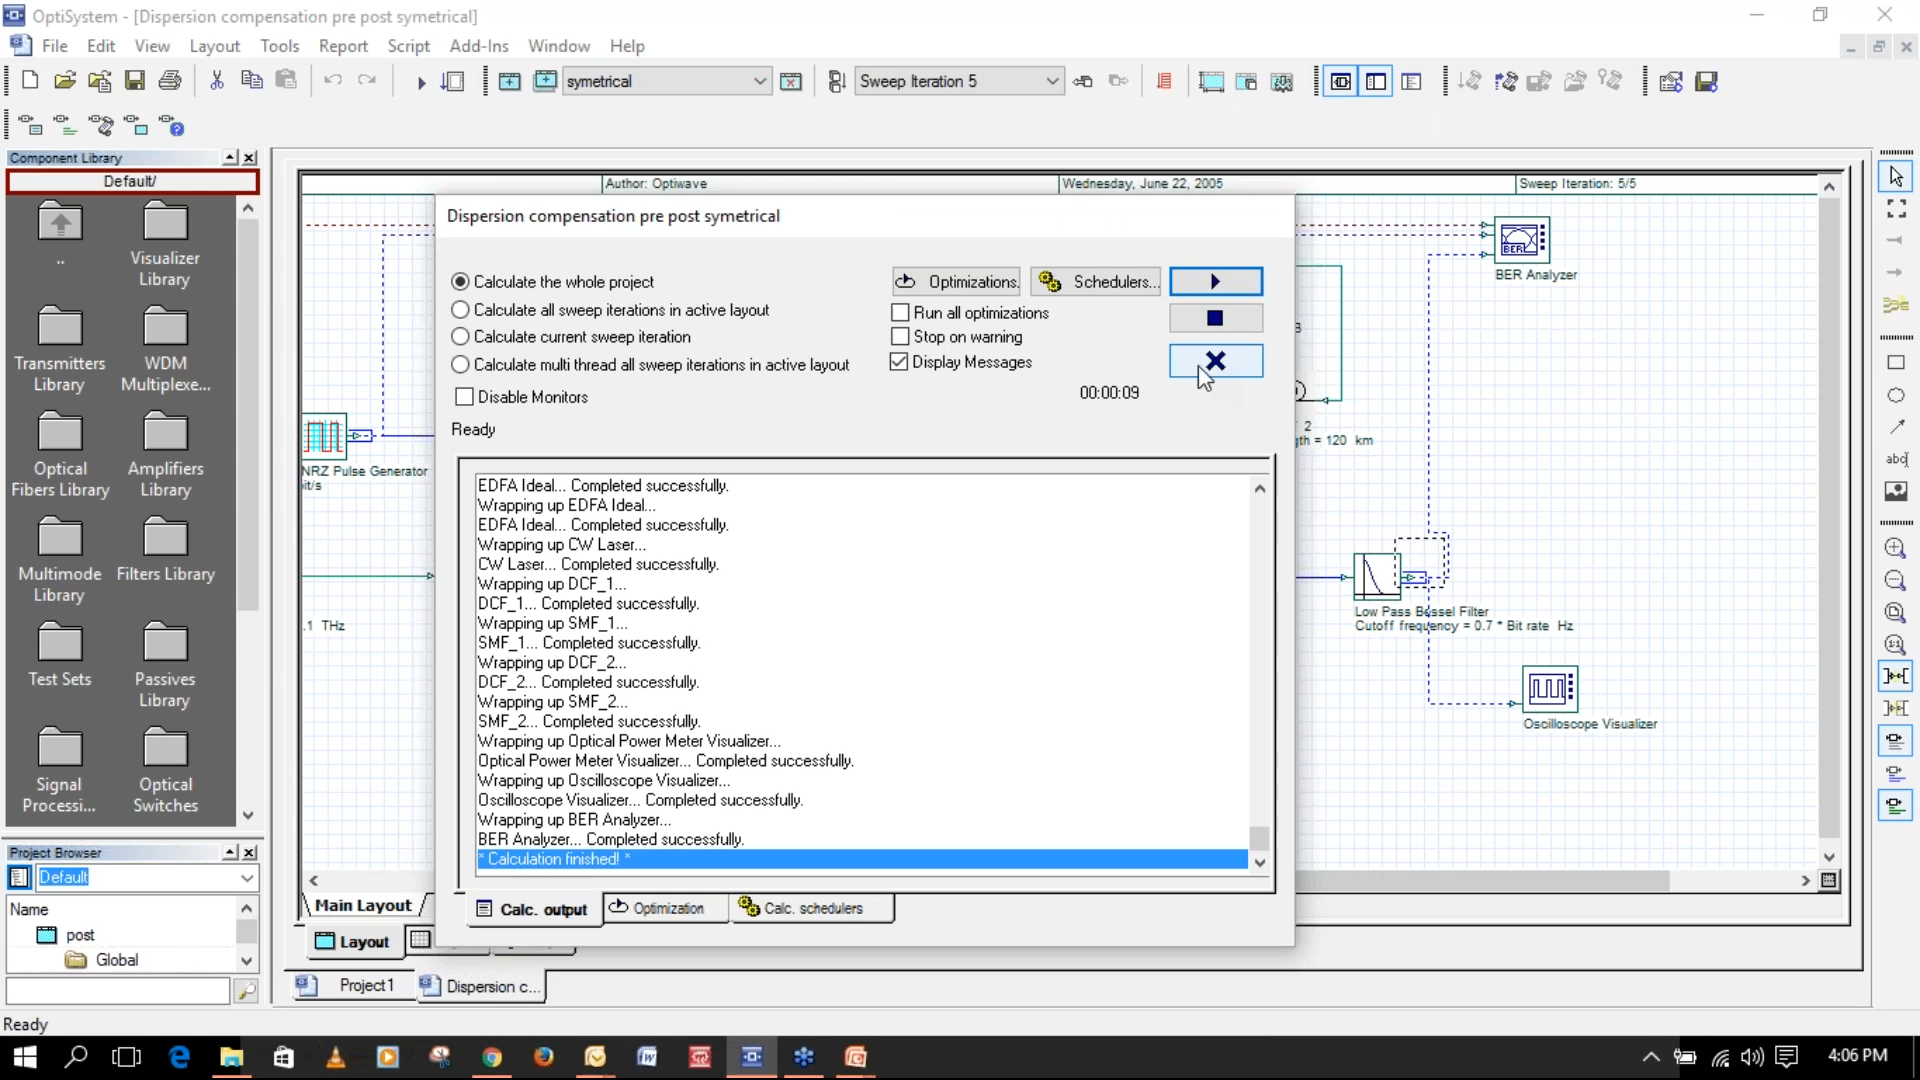 OptiSystem - [Dispersion compensation pre post symetrical]
File Edit View Layout Tools Report Script Add-Ins Window Help
symetrical
Sweep Iteration 5
Component Library
Default/
..
Visualizer
Library
Transmitters
Library
WDM
Multiplexe...
Optical
Fibers Library
Amplifiers
Library
Multimode
Library
Filters Library
Test Sets
Passives
Library
Signal
Processi...
Optical
Switches
Project Browser
Default
Name
post
Global
Author: Optiwave
Wednesday, June 22, 2005
Sweep Iteration: 5/5
BER
BER Analyzer
NRZ Pulse Generator
it/s
.1 THz
2
gth = 120 km
Low Pass Bessel Filter
Cutoff frequency = 0.7 * Bit rate Hz
Oscilloscope Visualizer
Dispersion compensation pre post symetrical
Calculate the whole project
Calculate all sweep iterations in active layout
Calculate current sweep iteration
Calculate multi thread all sweep iterations in active layout
Disable Monitors
Optimizations.
Schedulers...
Run all optimizations
Stop on warning
Display Messages
00:00:09
Ready
EDFA Ideal... Completed successfully.
Wrapping up EDFA Ideal...
EDFA Ideal... Completed successfully.
Wrapping up CW Laser...
CW Laser... Completed successfully.
Wrapping up DCF_1...
DCF_1... Completed successfully.
Wrapping up SMF_1...
SMF_1... Completed successfully.
Wrapping up DCF_2...
DCF_2... Completed successfully.
Wrapping up SMF_2...
SMF_2... Completed successfully.
Wrapping up Optical Power Meter Visualizer...
Optical Power Meter Visualizer... Completed successfully.
Wrapping up Oscilloscope Visualizer...
Oscilloscope Visualizer... Completed successfully.
Wrapping up BER Analyzer...
BER Analyzer... Completed successfully.
* Calculation finished! *
Calc. output
Optimization
Calc. schedulers
Main Layout
Layout
Project1
Dispersion c...
abc
Ready
4:06 PM